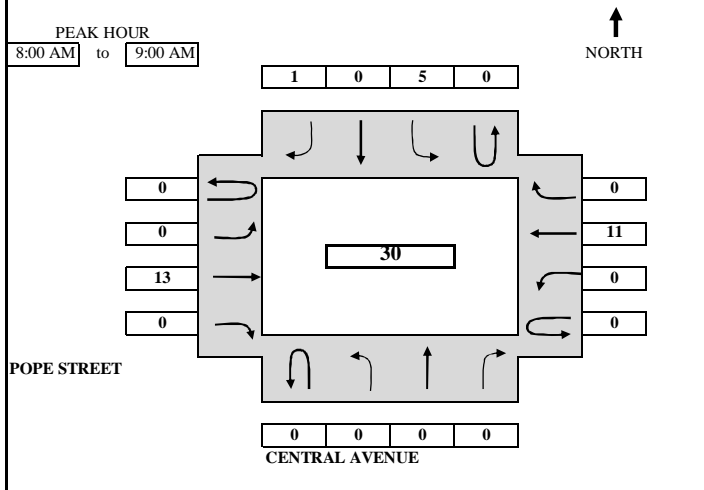 PEAK HOUR
8:00 AM to 9:00 AM
NORTH
1 0 5 0
0 0
0 11
30
13 0
0 0
POPE STREET
0 0 0 0
CENTRAL AVENUE